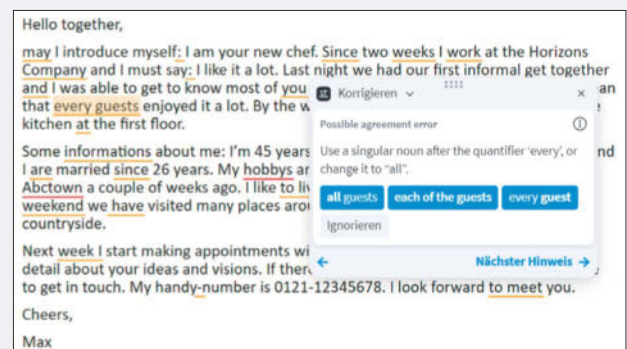 Hello together,
may I introduce myself: I am your new chef. Since two weeks I work at the Horizons
Company and I must say: I like it a lot. Last night we had our first informal get together
and I was able to get to know most of you
that every guests enjoyed it a lot. By the w
kitchen at the first floor.
Some informations about me: I'm 45 years
I are married since 26 years. My hobbys ar
Abctown a couple of weeks ago. I like to liv
weekend we have visited many places arou
countryside.
Next week I start making appointments wi
detail about your ideas and visions. If ther
to get in touch. My handy-number is 0121-12345678. I look forward to meet you.
Cheers,
Max
Korrigieren
Possible agreement error
Use a singular noun after the quantifier 'every', or
change it to "all".
all guests each of the guests every guest
Ignorieren
Nächster Hinweis